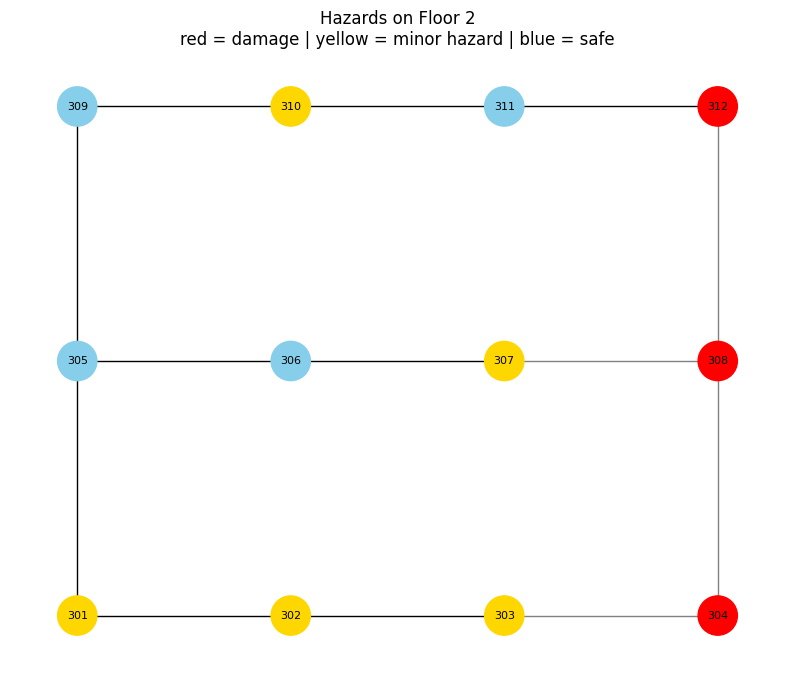 Hazards on Floor 2
red = damage | yellow = minor hazard | blue = safe
309 310 311 312
305 306 307 308
301 302 303 304